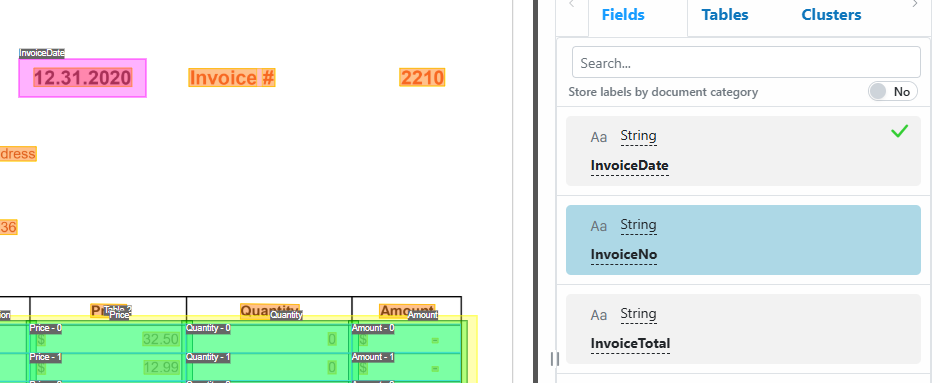 Fields Tables Clusters
InvoiceDate
Search...
12.31.2020 Invoice # 2210
Store labels by document category No
Aa String
dress
InvoiceDate
Aa String
36
InvoiceNo
Table 2
Quantity Amount
Price Quantity Amount
Aa String
Price - 0 Quantity - 0 Amount - 0
$ 32.50 0 $ -
InvoiceTotal
Price - 1 Quantity - 1 Amount - 1
$ 12.99 0 $ -